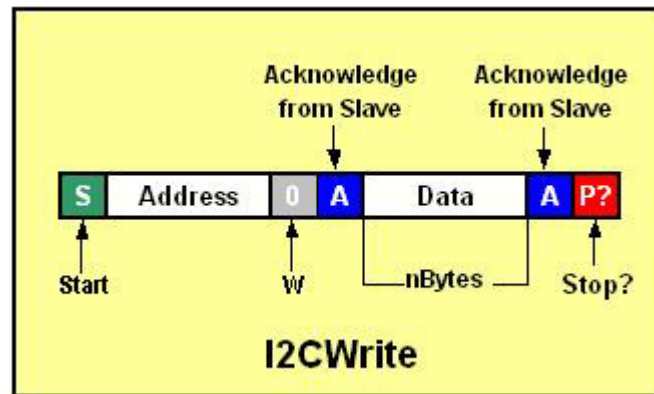 Acknowledge
from Slave
Acknowledge
from Slave
S Address 0 A Data A P?
Start W nBytes Stop?
I2CWrite